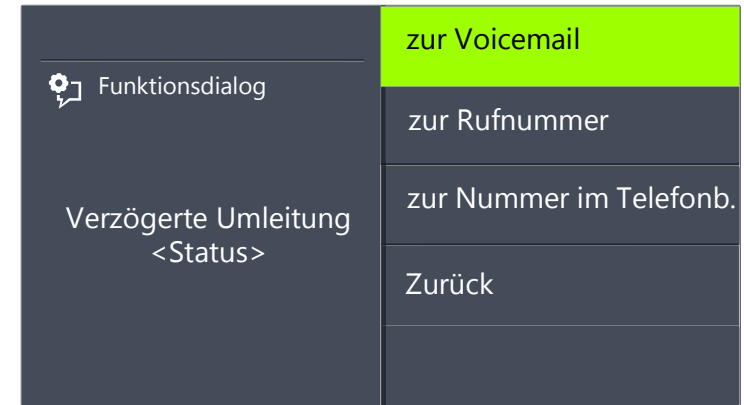 Funktionsdialog
Verzögerte Umleitung
<Status>
zur Voicemail
zur Rufnummer
zur Nummer im Telefonb.
Zurück